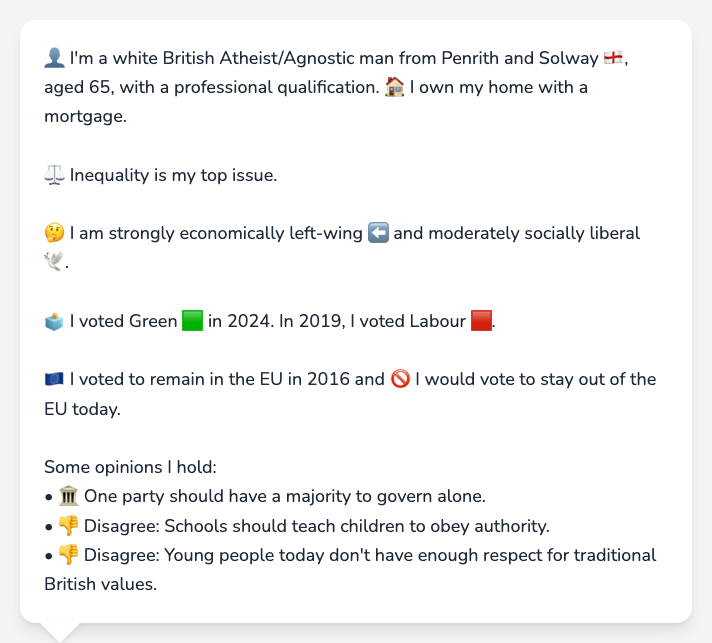 👤 I'm a white British Atheist/Agnostic man from Penrith and Solway 🏴󠁧󠁢󠁥󠁮󠁧󠁿,
aged 65, with a professional qualification. 🏠 I own my home with a
mortgage.
⚖️ Inequality is my top issue.
🤔 I am strongly economically left-wing ⬅️ and moderately socially liberal
🕊️.
🗳️ I voted Green 🟩 in 2024. In 2019, I voted Labour 🟥.
🇪🇺 I voted to remain in the EU in 2016 and 🚫 I would vote to stay out of the
EU today.
Some opinions I hold:
• 🏛️ One party should have a majority to govern alone.
• 👎 Disagree: Schools should teach children to obey authority.
• 👎 Disagree: Young people today don't have enough respect for traditional
British values.